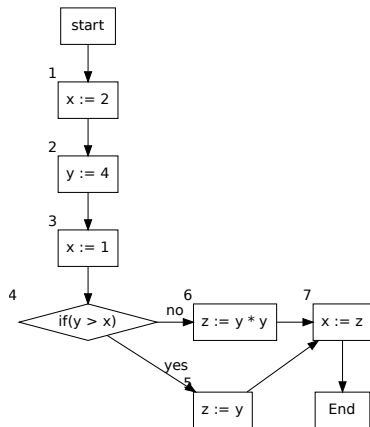 start
1
x := 2
2
y := 4
3
x := 1
4
if(y > x)
no
6
z := y * y
7
x := z
yes
5
z := y
End